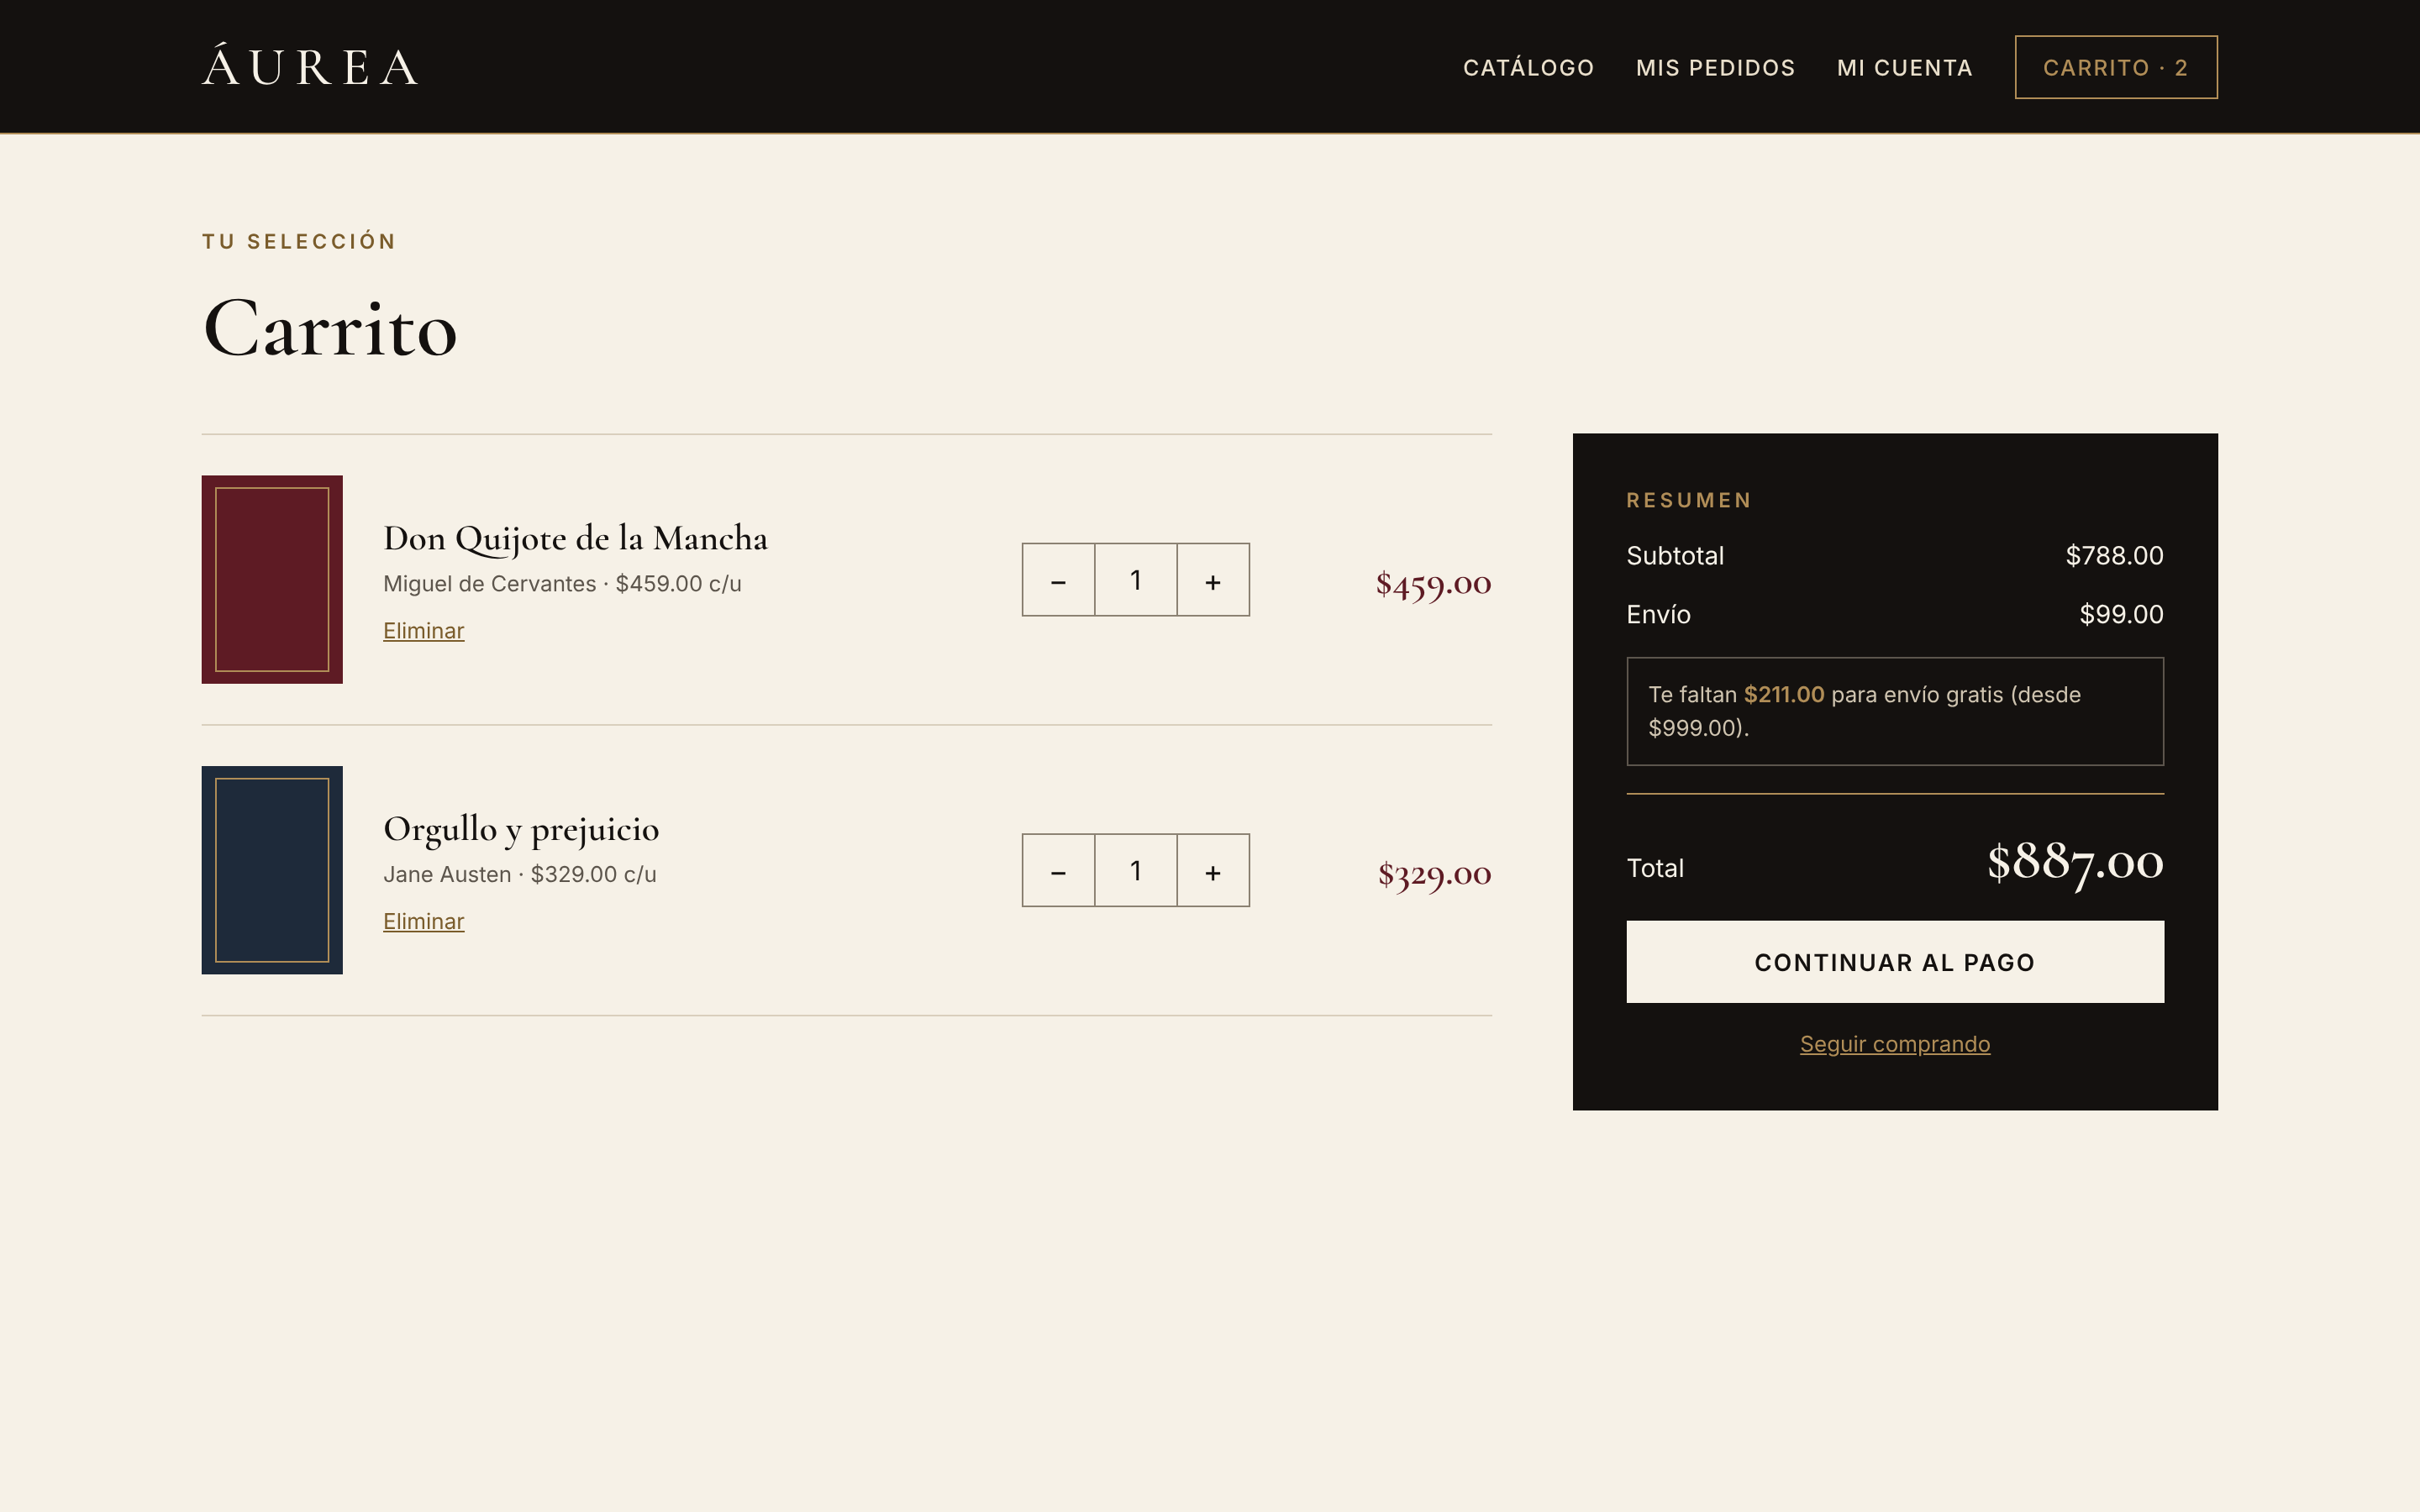 ÁUREA
CATÁLOGO
MIS PEDIDOS
MI CUENTA
CARRITO · 2
TU SELECCIÓN
Carrito
Don Quijote de la Mancha
Miguel de Cervantes · $459.00 c/u
Eliminar
− 1 +
$459.00
Orgullo y prejuicio
Jane Austen · $329.00 c/u
Eliminar
− 1 +
$329.00
RESUMEN
Subtotal $788.00
Envío $99.00
Te faltan $211.00 para envío gratis (desde
$999.00).
Total $887.00
CONTINUAR AL PAGO
Seguir comprando